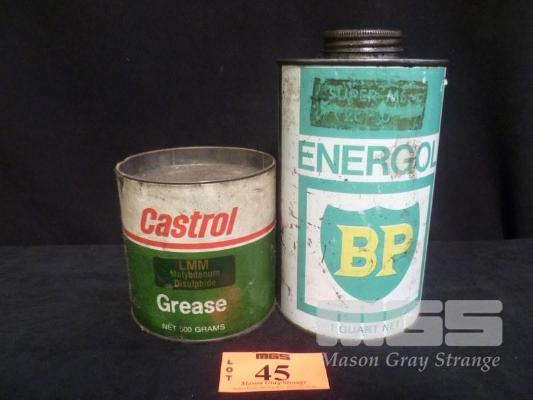 Castrol
LMM
Molybdenum
Disulphide
Grease
NET 500 GRAMS
SUPER
ENERGOL
BP
1 QUART NET
LOT
MGS
45
Mason Gray Strange
MGS
Mason Gray Strange